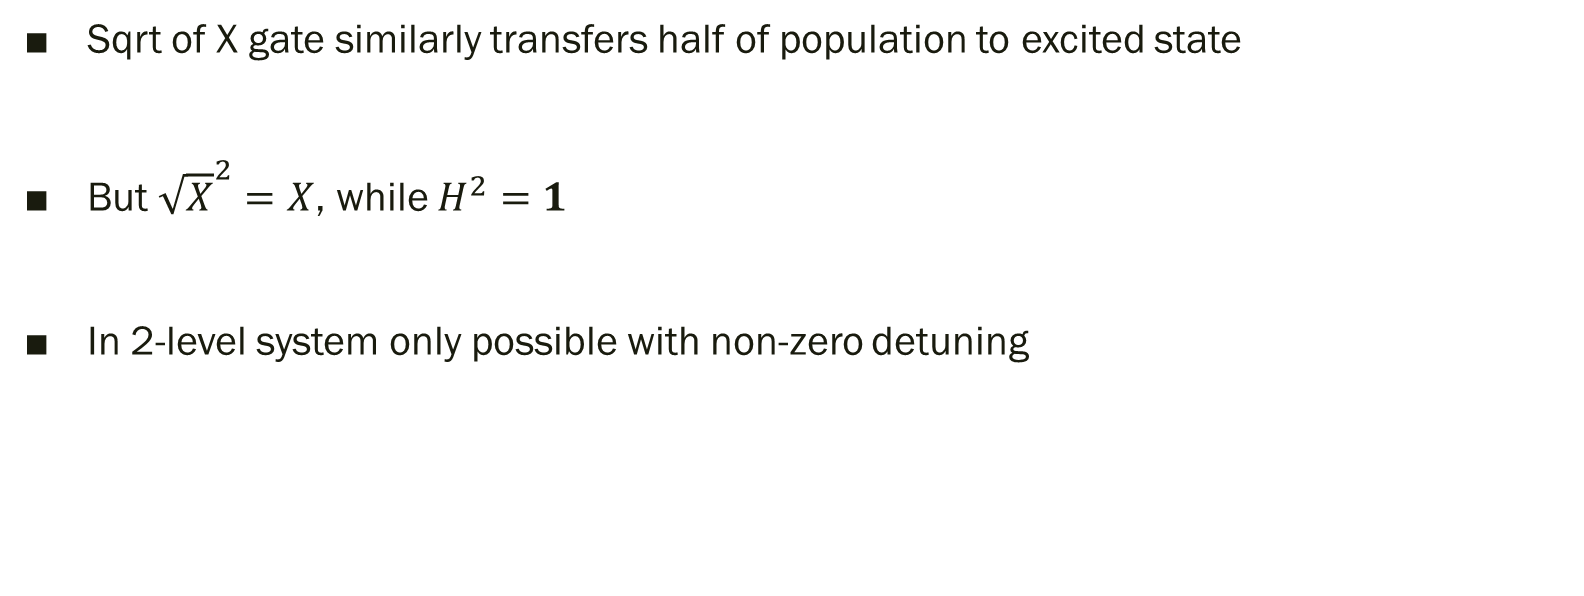 ■ Sqrt of X gate similarly transfers half of population to excited state
■ But √X² = X, while H² = 1
■ In 2-level system only possible with non-zero detuning